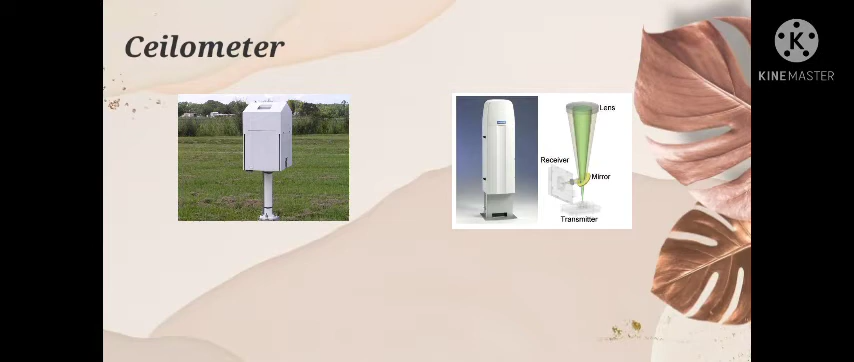 Ceilometer
K
KINEMASTER
Lens
Receiver
Mirror
Transmitter